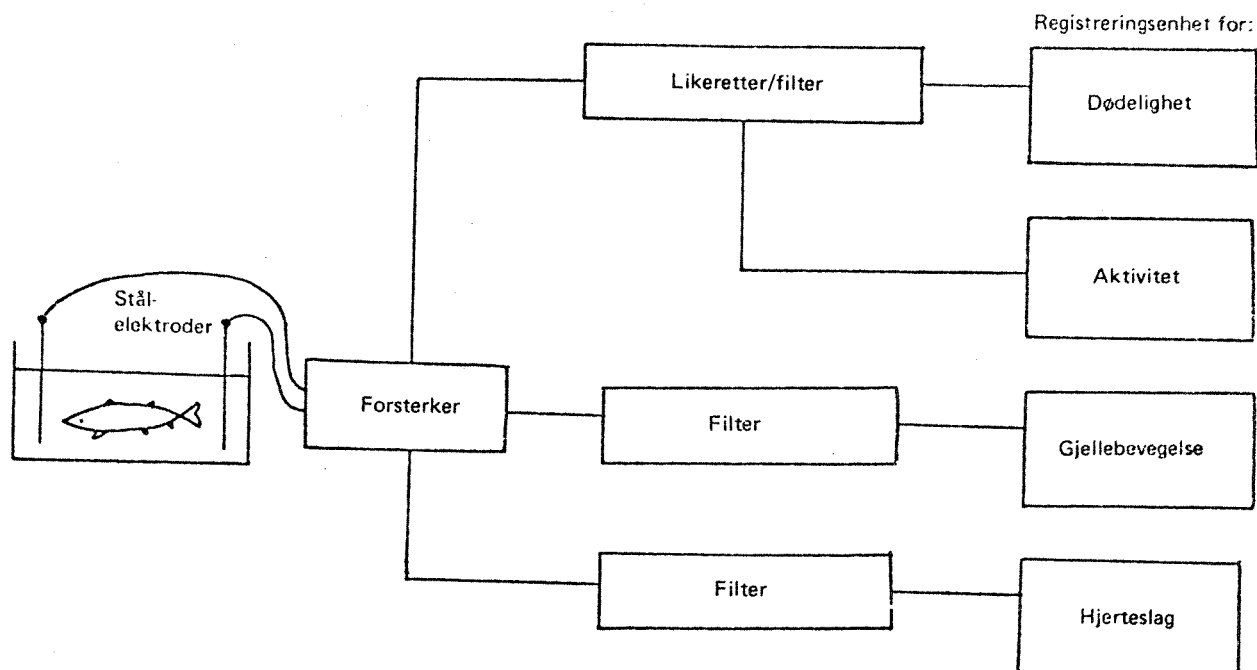 Registreringsenhet for:
Likeretter/filter
Dødelighet
Aktivitet
Stål-
elektroder
Forsterker
Filter
Gjellebevegelse
Filter
Hjerteslag